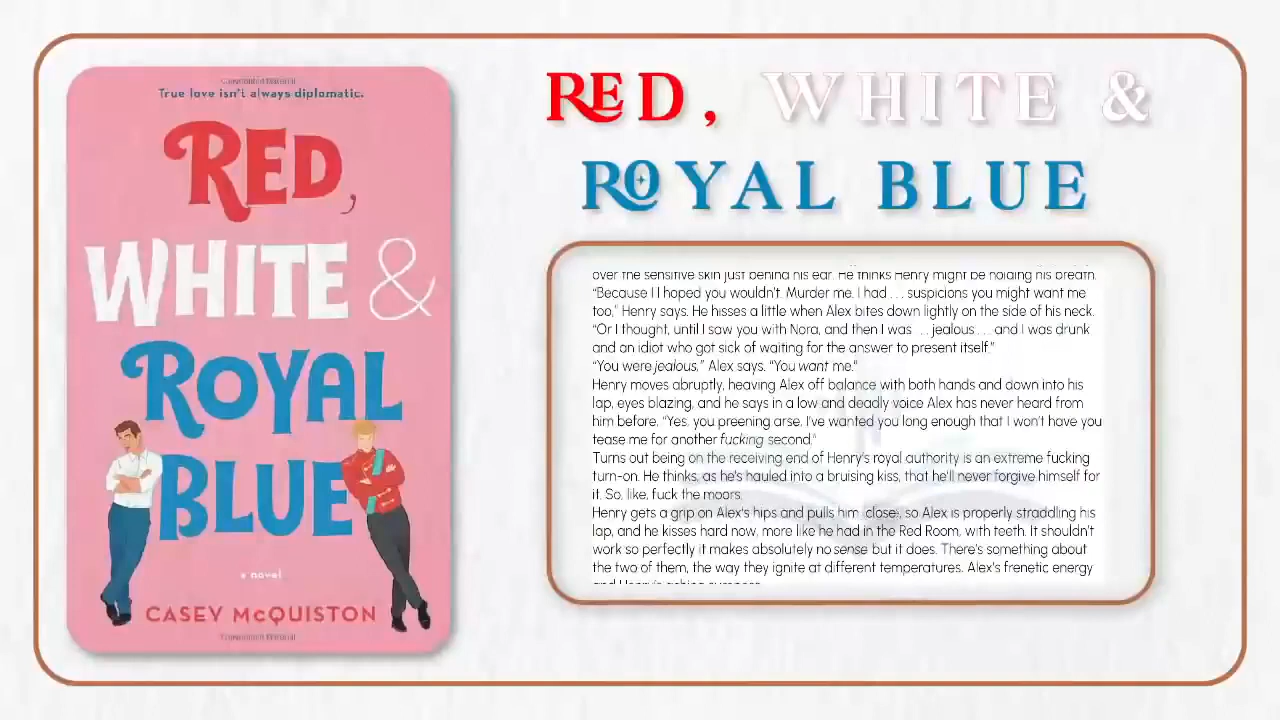 Copyrighted Material
True love isn't always diplomatic.
RED,
WHITE &
ROYAL
BLUE
a novel
CASEY McQUISTON
Copyrighted Material
RED, WHITE &
ROYAL BLUE
over the sensitive skin just behind his ear. He thinks Henry might be holding his breath.
“Because I I hoped you wouldn't. Murder me. I had . . . suspicions you might want me
too,” Henry says. He hisses a little when Alex bites down lightly on the side of his neck.
“Or I thought, until I saw you with Nora, and then I was . . . jealous . . . and I was drunk
and an idiot who got sick of waiting for the answer to present itself.”
“You were jealous,” Alex says. “You want me.”
Henry moves abruptly, heaving Alex off balance with both hands and down into his
lap, eyes blazing, and he says in a low and deadly voice Alex has never heard from
him before. “Yes, you preening arse, I've wanted you long enough that I won't have you
tease me for another fucking second.”
Turns out being on the receiving end of Henry's royal authority is an extreme fucking
turn-on. He thinks, as he's hauled into a bruising kiss, that he'll never forgive himself for
it. So, like, fuck the moors.
Henry gets a grip on Alex's hips and pulls him close, so Alex is properly straddling his
lap, and he kisses hard now, more like he had in the Red Room, with teeth. It shouldn't
work so perfectly it makes absolutely no sense but it does. There's something about
the two of them, the way they ignite at different temperatures. Alex's frenetic energy